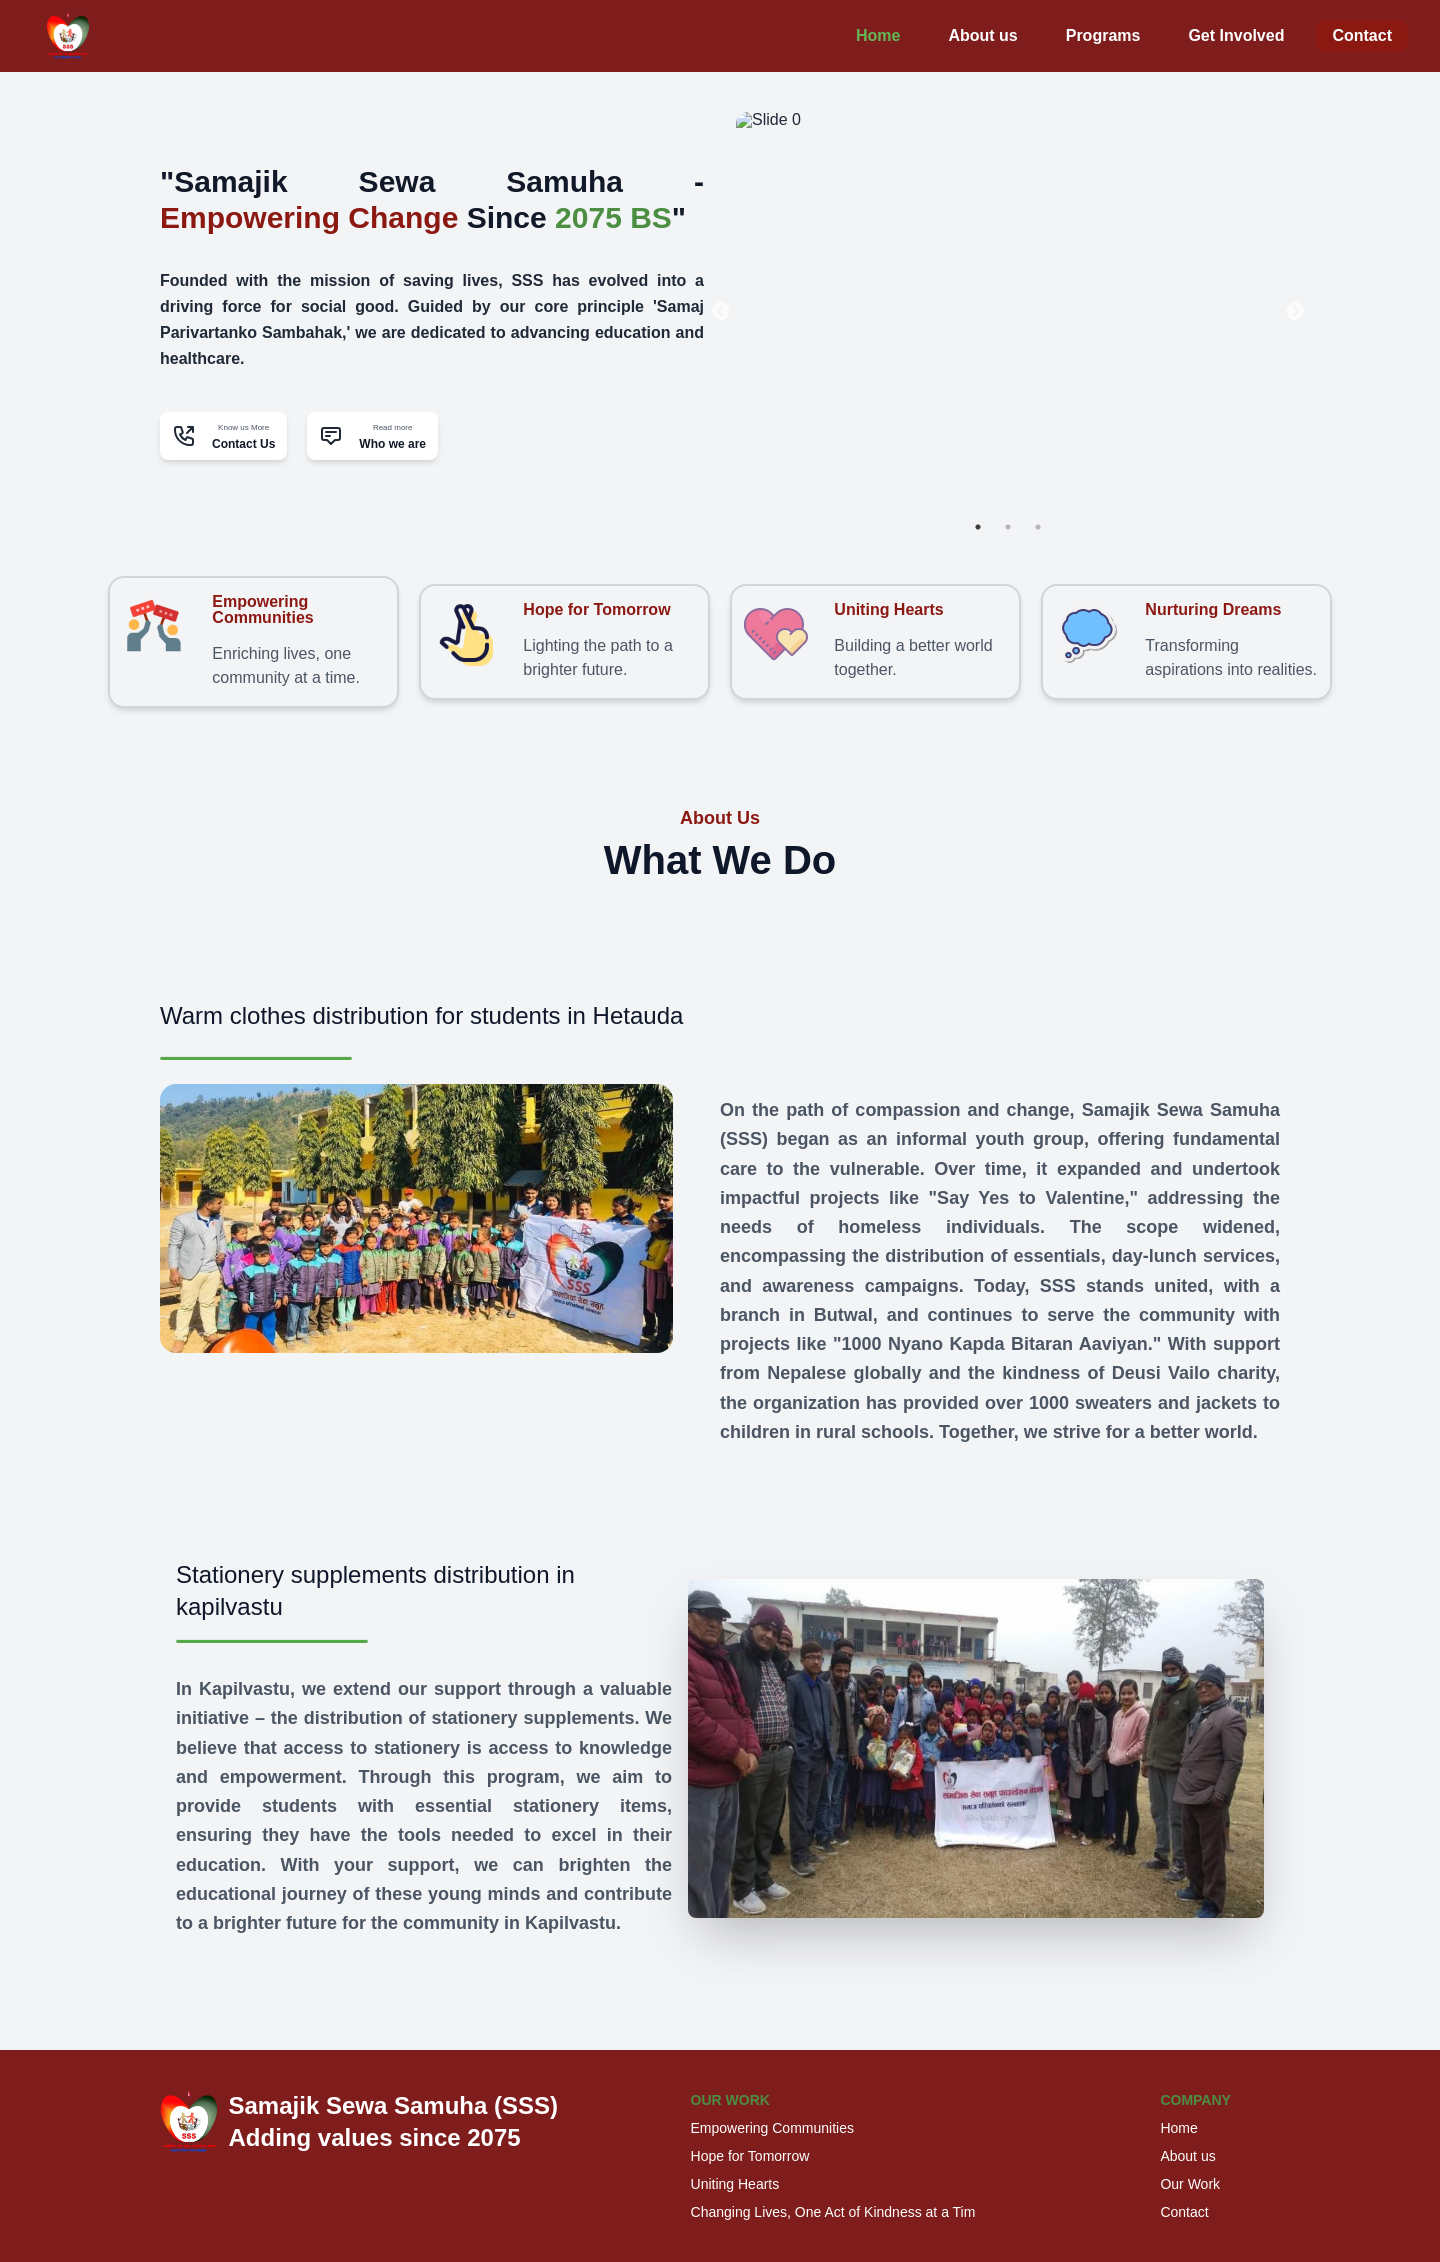 SSS
Home
About us
Programs
Get Involved
Contact
Slide 0
"Samajik Sewa Samuha -
Empowering Change Since 2075 BS"
Founded with the mission of saving lives, SSS has evolved into a
driving force for social good. Guided by our core principle 'Samaj
Parivartanko Sambahak,' we are dedicated to advancing education and
healthcare.
Know us More
Contact Us
Read more
Who we are
Empowering
Communities
Enriching lives, one
community at a time.
Hope for Tomorrow
Lighting the path to a
brighter future.
Uniting Hearts
Building a better world
together.
Nurturing Dreams
Transforming
aspirations into realities.
About Us
What We Do
Warm clothes distribution for students in Hetauda
SSS
सामाजिक सेवा समूह
On the path of compassion and change, Samajik Sewa Samuha
(SSS) began as an informal youth group, offering fundamental
care to the vulnerable. Over time, it expanded and undertook
impactful projects like "Say Yes to Valentine," addressing the
needs of homeless individuals. The scope widened,
encompassing the distribution of essentials, day-lunch services,
and awareness campaigns. Today, SSS stands united, with a
branch in Butwal, and continues to serve the community with
projects like "1000 Nyano Kapda Bitaran Aaviyan." With support
from Nepalese globally and the kindness of Deusi Vailo charity,
the organization has provided over 1000 sweaters and jackets to
children in rural schools. Together, we strive for a better world.
Stationery supplements distribution in
kapilvastu
In Kapilvastu, we extend our support through a valuable
initiative – the distribution of stationery supplements. We
believe that access to stationery is access to knowledge
and empowerment. Through this program, we aim to
provide students with essential stationery items,
ensuring they have the tools needed to excel in their
education. With your support, we can brighten the
educational journey of these young minds and contribute
to a brighter future for the community in Kapilvastu.
सामाजिक सेवा समूह
SSS
Samajik Sewa Samuha (SSS)
Adding values since 2075
OUR WORK
Empowering Communities
Hope for Tomorrow
Uniting Hearts
Changing Lives, One Act of Kindness at a Tim
COMPANY
Home
About us
Our Work
Contact